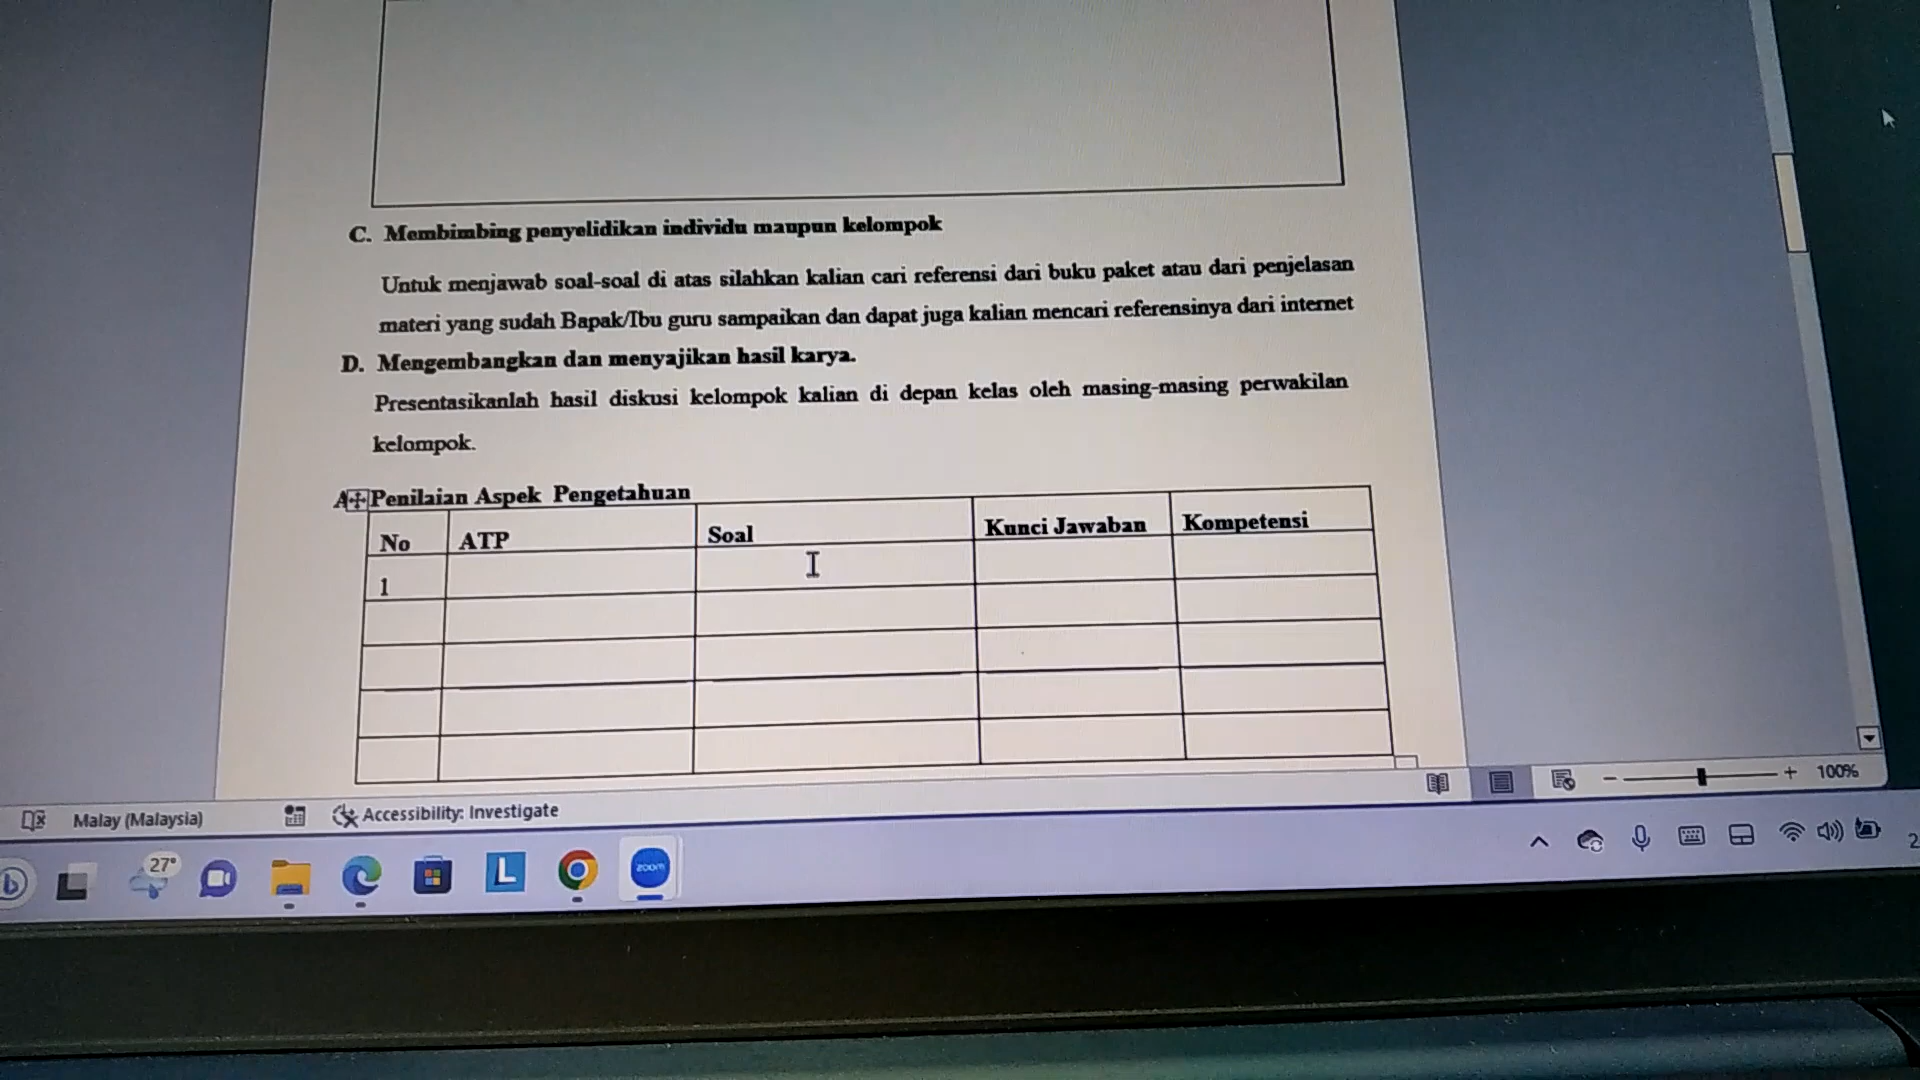 C. Membimbing penyelidikan individu maupun kelompok
Untuk menjawab soal-soal di atas silahkan kalian cari referensi dari buku paket atau dari penjelasan
materi yang sudah Bapak/Ibu guru sampaikan dan dapat juga kalian mencari referensinya dari internet
D. Mengembangkan dan menyajikan hasil karya.
Presentasikanlah hasil diskusi kelompok kalian di depan kelas oleh masing-masing perwakilan
kelompok.
A Penilaian Aspek Pengetahuan
No ATP Soal Kunci Jawaban Kompetensi
1
100%
Malay (Malaysia) Accessibility: Investigate
27°
L
zoom
2